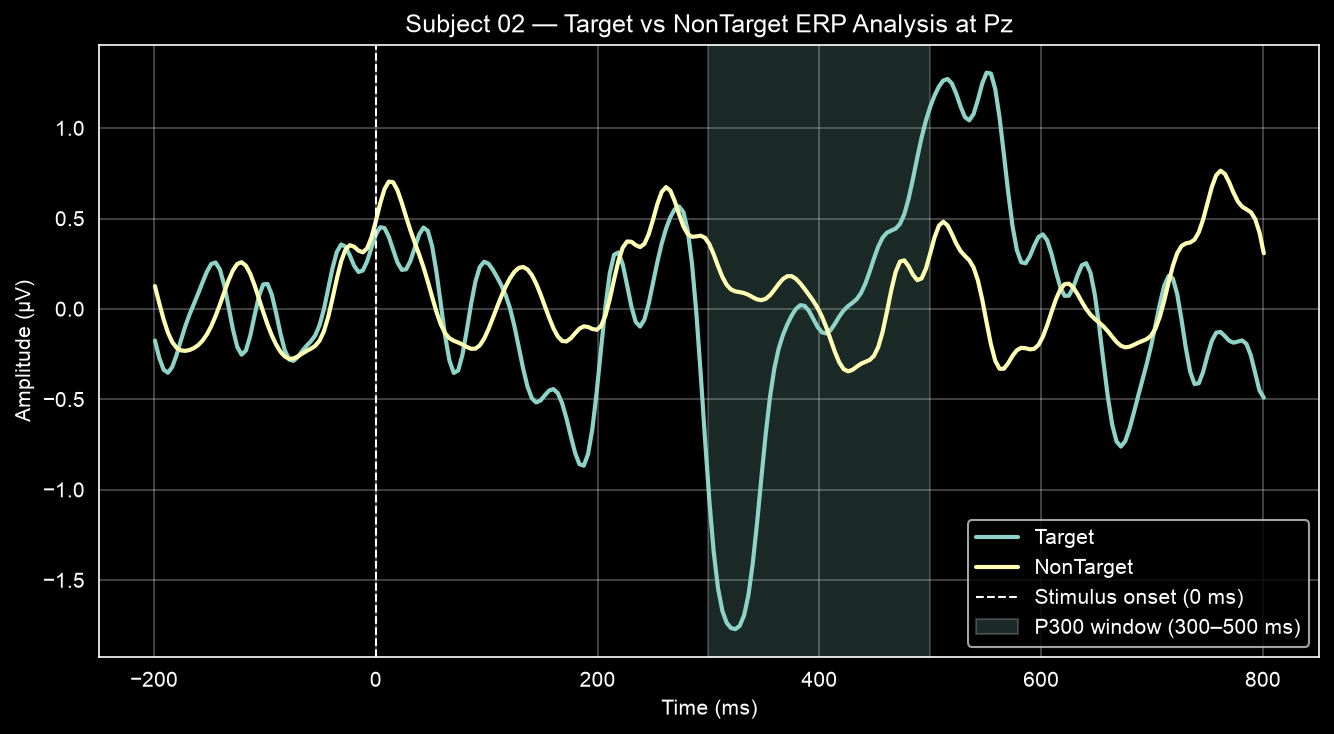 Subject 02 — Target vs NonTarget ERP Analysis at Pz
Amplitude (μV)
1.0
0.5
0.0
−0.5
−1.0
−1.5
Target
NonTarget
Stimulus onset (0 ms)
P300 window (300–500 ms)
−200
0
200
400
600
800
Time (ms)